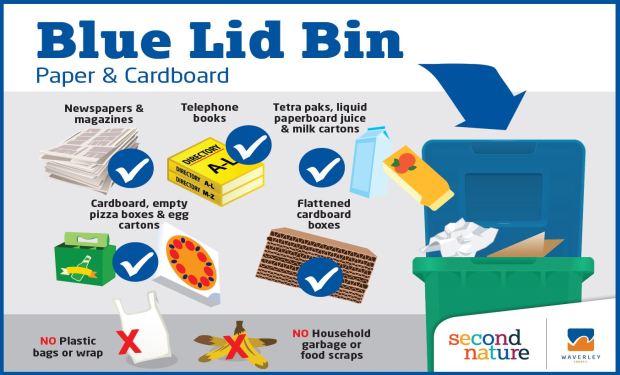 Blue Lid Bin
Paper & Cardboard
Newspapers &
magazines
Telephone
books
Tetra paks, liquid
paperboard juice
& milk cartons
DIRECTORY
A-L
DIRECTORY A-L
DIRECTORY M-Z
Cardboard, empty
pizza boxes & egg
cartons
Flattened
cardboard
boxes
NO Plastic
bags or wrap
X
X
NO Household
garbage or
food scraps
second
nature
WAVERLEY
COUNCIL